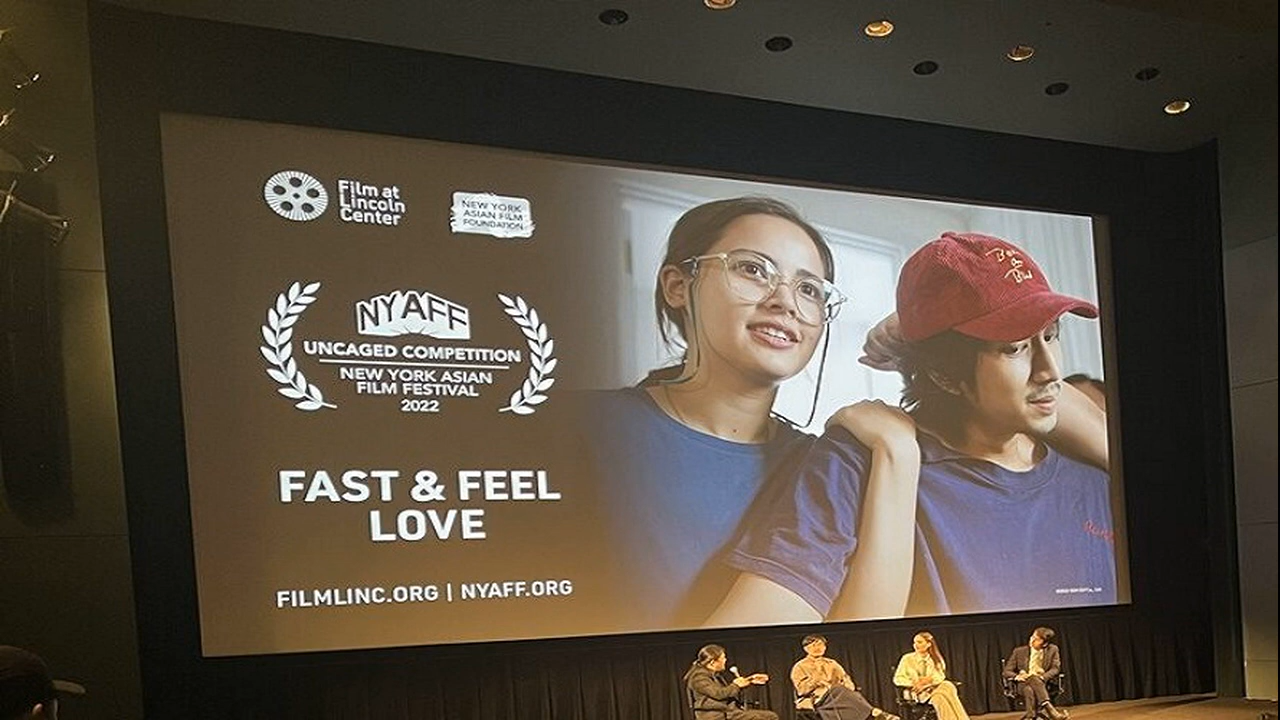 Film at
Lincoln
Center
NEW YORK
ASIAN FILM
FOUNDATION
NYAFF
UNCAGED COMPETITION
NEW YORK ASIAN
FILM FESTIVAL
2022
FAST & FEEL
LOVE
FILMLINC.ORG | NYAFF.ORG